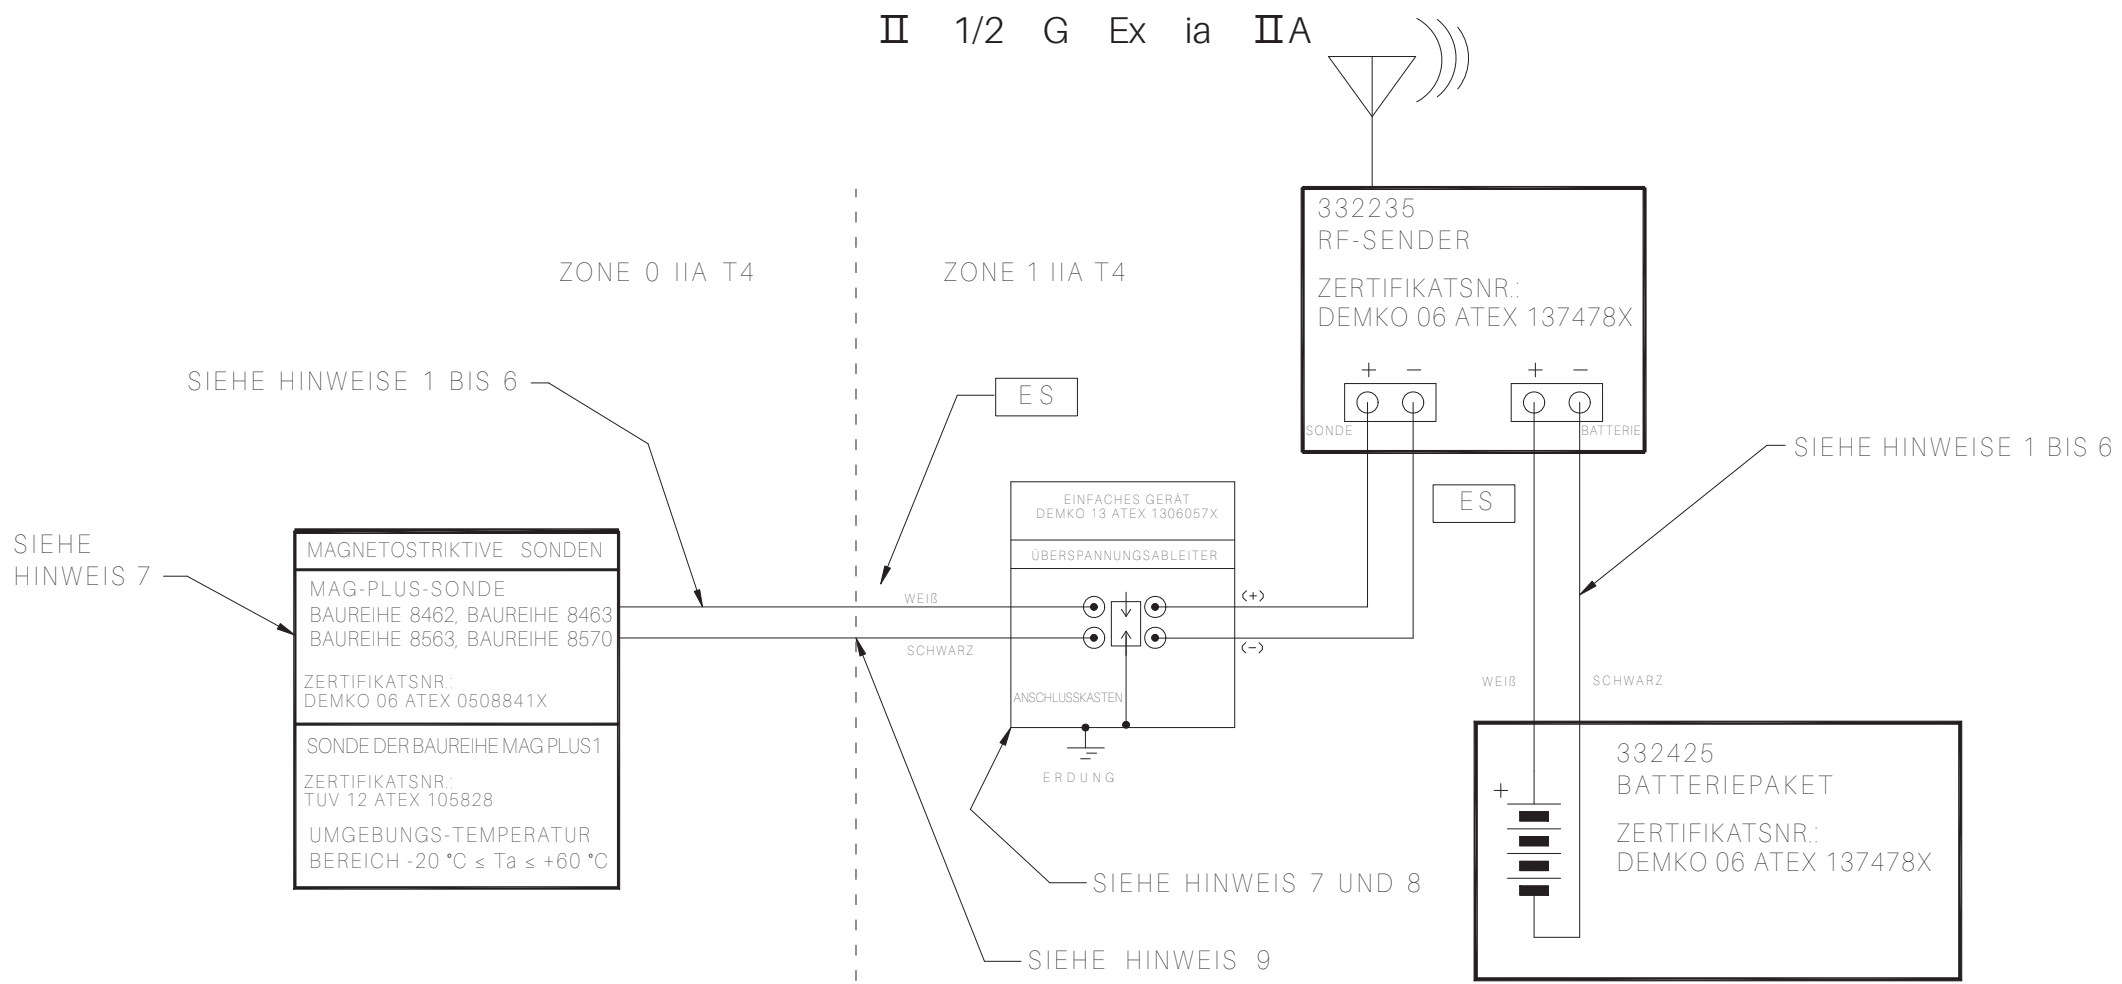 II 1/2 G Ex ia IIA
332235
RF-SENDER
ZERTIFIKATSNR.:
DEMKO 06 ATEX 137478X
+ − + −
SONDE
BATTERIE
ZONE 0 IIA T4
ZONE 1 IIA T4
SIEHE HINWEISE 1 BIS 6
ES
SIEHE HINWEISE 1 BIS 6
ES
EINFACHES GERÄT
DEMKO 13 ATEX 1306057X
ÜBERSPANNUNGSABLEITER
SIEHE
HINWEIS 7
MAGNETOSTRIKTIVE SONDEN
MAG-PLUS-SONDE
BAUREIHE 8462, BAUREIHE 8463
BAUREIHE 8563, BAUREIHE 8570
ZERTIFIKATSNR.:
DEMKO 06 ATEX 0508841X
SONDE DER BAUREIHE MAG PLUS1
ZERTIFIKATSNR.:
TUV 12 ATEX 105828
UMGEBUNGS-TEMPERATUR
BEREICH -20 °C ≤ Ta ≤ +60 °C
WEIß
SCHWARZ
(+)
(−)
ANSCHLUSSKASTEN
ERDUNG
WEIß
SCHWARZ
332425
BATTERIEPAKET
+
ZERTIFIKATSNR.:
DEMKO 06 ATEX 137478X
SIEHE HINWEIS 7 UND 8
SIEHE HINWEIS 9